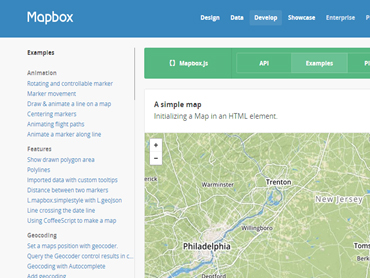 Mapbox
Design Data Develop Showcase Enterprise
Examples
Animation
Rotating and controllable marker
Marker movement
Draw & animate a line on a map
Centering markers
Animating flight paths
Animate a marker along line
Features
Show drawn polygon area
Polylines
Imported data with custom tooltips
Distance between two markers
L.mapbox.simplestyle with L.geojson
Line crossing the date line
Using CoffeeScript to make a map
Geocoding
Set a maps position with geocoder.
Query the Geocoder control results in c...
Geocoding with Autocomplete
Add geocoding
{ } Mapbox.js API Examples
A simple map
Initializing a Map in an HTML element.
+
-
Warminster
Trenton
NEW JERSEY
Willingboro
Philadelphia